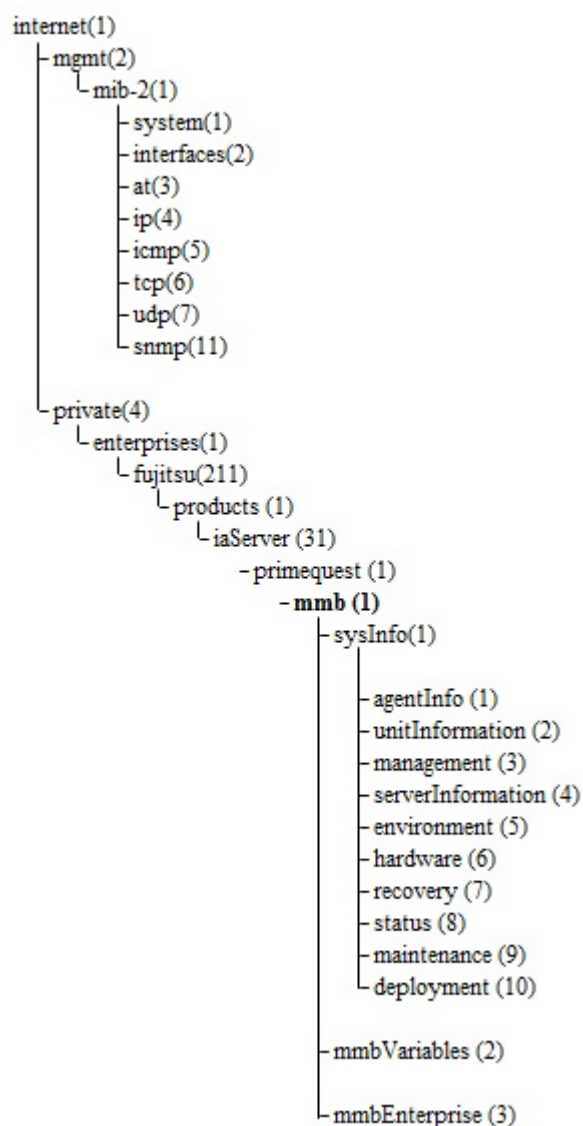 internet(1)
mgmt(2)
mib-2(1)
system(1)
interfaces(2)
at(3)
ip(4)
icmp(5)
tcp(6)
udp(7)
snmp(11)
private(4)
enterprises(1)
fujitsu(211)
products (1)
iaServer (31)
primequest (1)
mmb (1)
sysInfo(1)
agentInfo (1)
unitInformation (2)
management (3)
serverInformation (4)
environment (5)
hardware (6)
recovery (7)
status (8)
maintenance (9)
deployment (10)
mmbVariables (2)
mmbEnterprise (3)